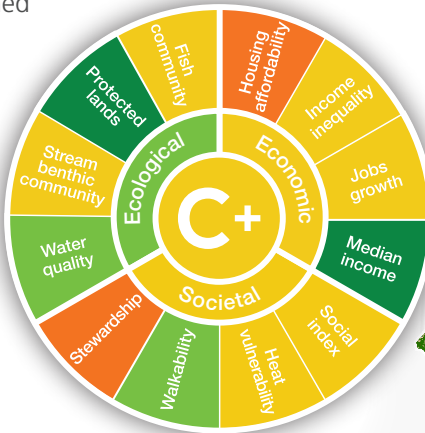 ed
Fish
community
Housing
affordability
Income
inequality
Jobs
growth
Median
income
Social
index
Heat
vulnerability
Walkability
Stewardship
Water
quality
Stream
benthic
community
Protected
lands
Ecological
Economic
Societal
C+